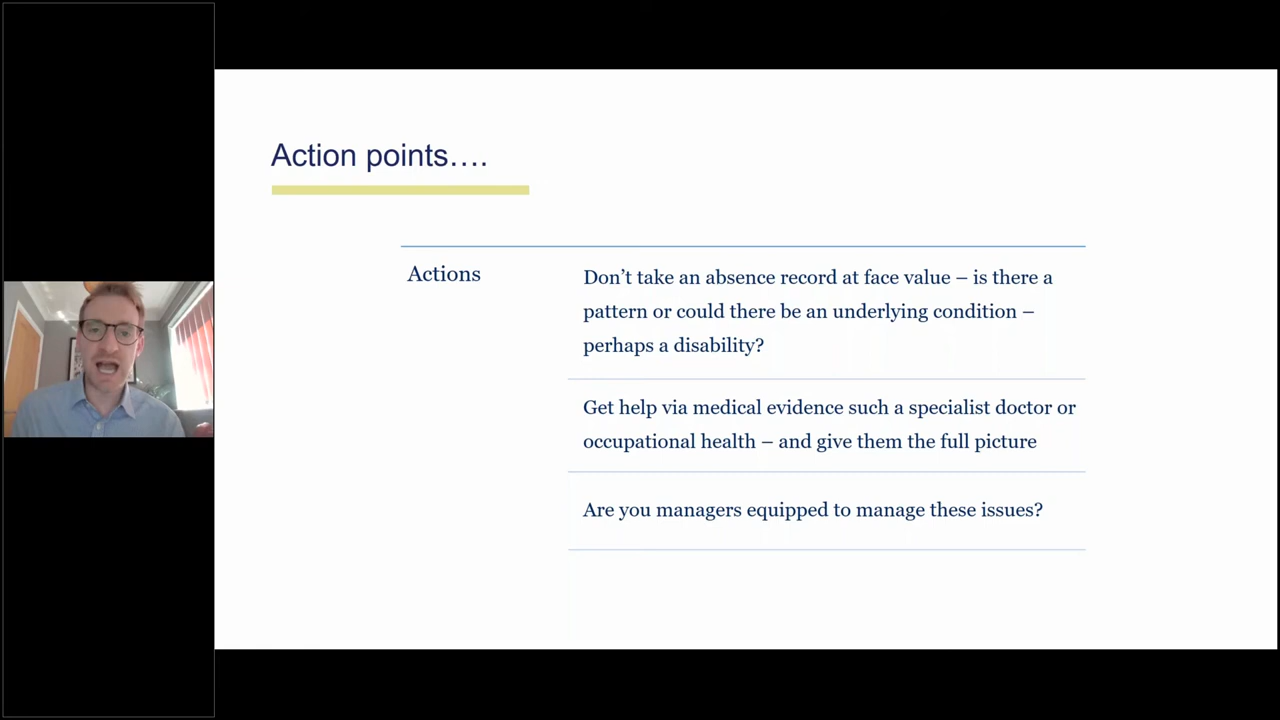 Action points….
Actions
Don’t take an absence record at face value – is there a
pattern or could there be an underlying condition –
perhaps a disability?
Get help via medical evidence such a specialist doctor or
occupational health – and give them the full picture
Are you managers equipped to manage these issues?